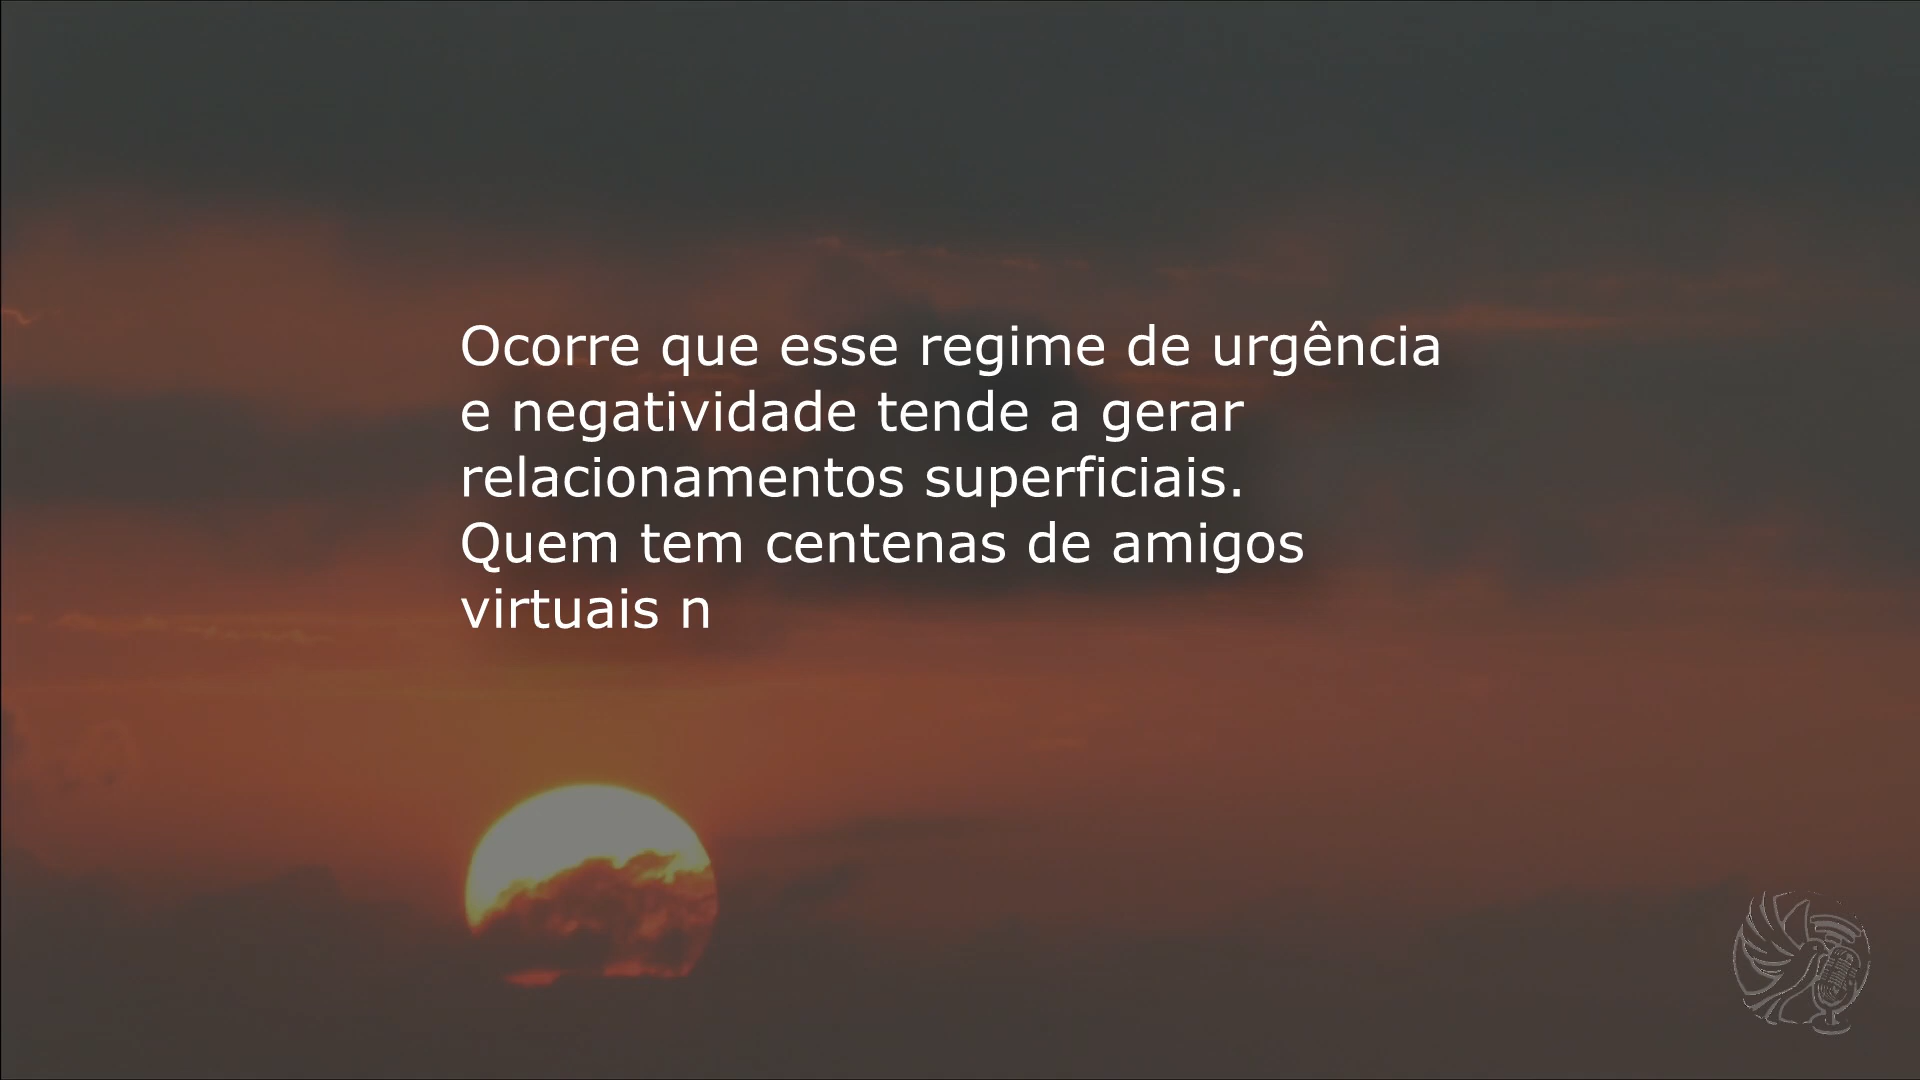 Ocorre que esse regime de urgência
e negatividade tende a gerar
relacionamentos superficiais.
Quem tem centenas de amigos
virtuais n